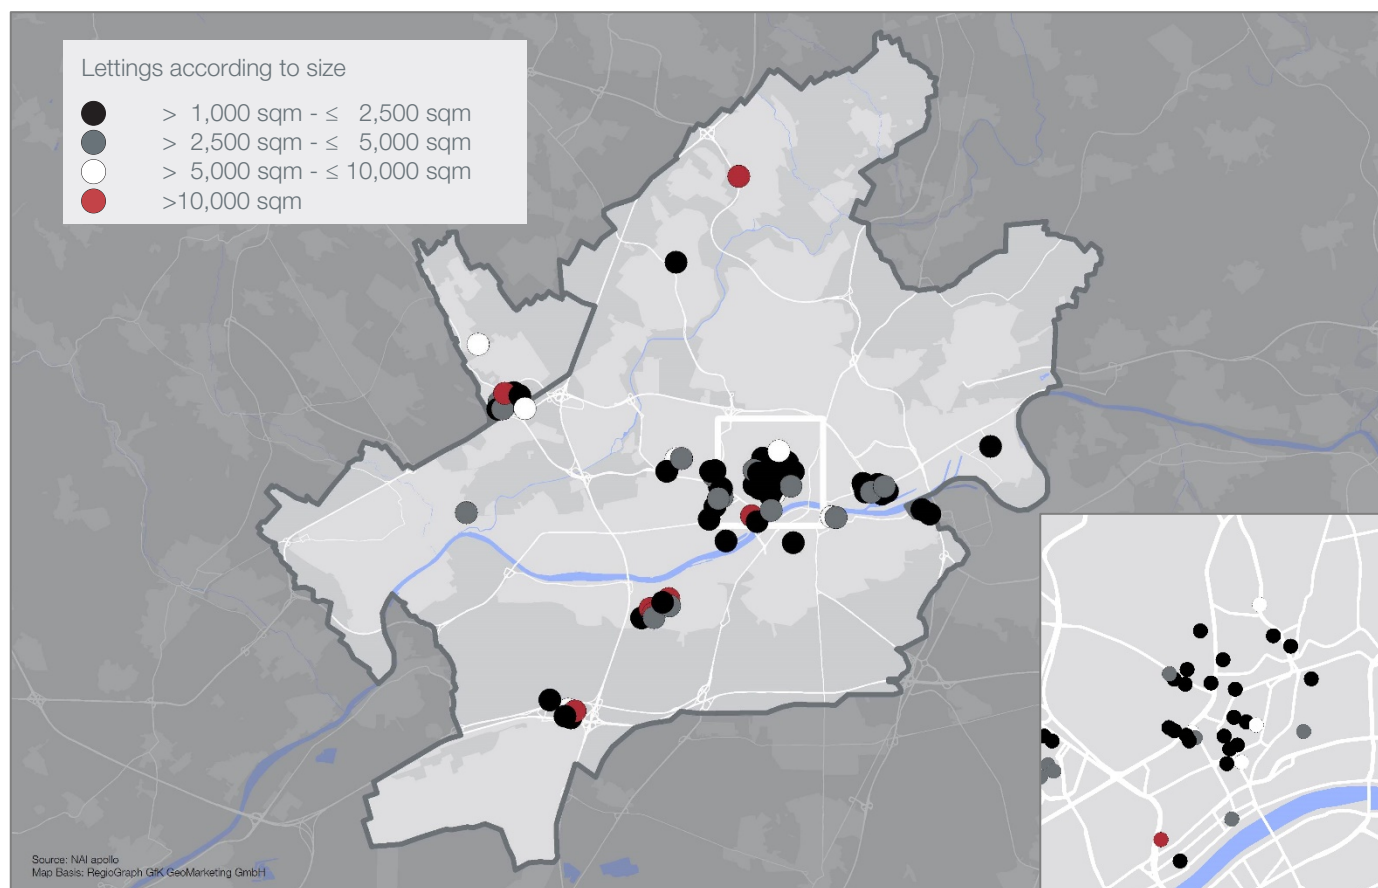 Lettings according to size
> 1,000 sqm - ≤ 2,500 sqm
> 2,500 sqm - ≤ 5,000 sqm
> 5,000 sqm - ≤ 10,000 sqm
>10,000 sqm
Source: NAI apollo
Map Basis: RegioGraph GfK GeoMarketing GmbH